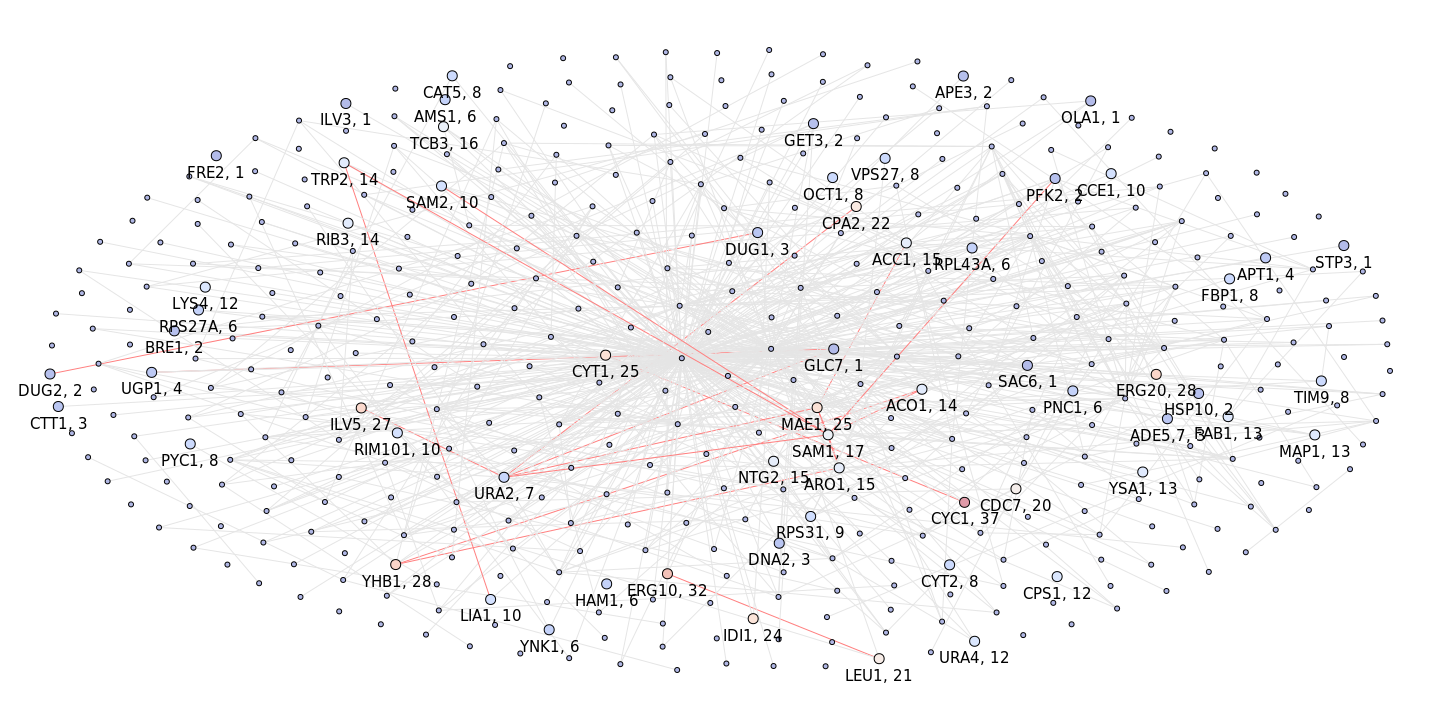 CAT5, 8
APE3, 2
ILV3, 1
AMS1, 6
OLA1, 1
TCB3, 16
GET3, 2
FRE2, 1
TRP2, 14
VPS27, 8
OCT1, 8
PFK2, 2
CCE1, 10
SAM2, 10
CPA2, 22
RIB3, 14
DUG1, 3
ACC1, 15
RPL43A, 6
STP3, 1
APT1, 4
FBP1, 8
LYS4, 12
RPS27A, 6
BRE1, 2
GLC7, 1
CYT1, 25
SAC6, 1
DUG2, 2
UGP1, 4
ERG20, 28
TIM9, 8
ACO1, 14
PNC1, 6
HSP10, 2
CTT1, 3
ILV5, 27
MAE1, 25
ADE5,7, 3
FAB1, 13
RIM101, 10
SAM1, 17
MAP1, 13
PYC1, 8
NTG2, 15
ARO1, 15
YSA1, 13
URA2, 7
CDC7, 20
CYC1, 37
RPS31, 9
DNA2, 3
YHB1, 28
CYT2, 8
ERG10, 32
CPS1, 12
HAM1, 6
LIA1, 10
IDI1, 24
YNK1, 6
URA4, 12
LEU1, 21